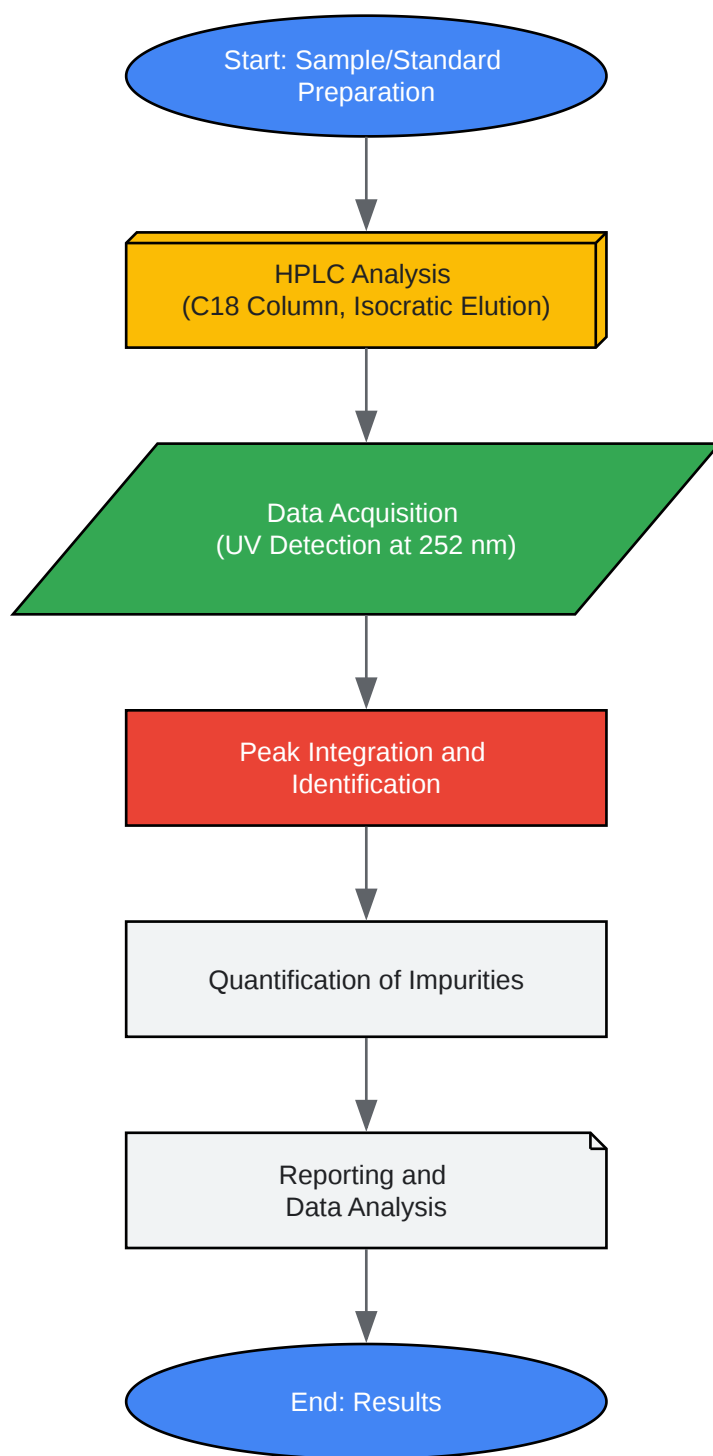 Start: Sample/Standard
Preparation
HPLC Analysis
(C18 Column, Isocratic Elution)
Data Acquisition
(UV Detection at 252 nm)
Peak Integration and
Identification
Quantification of Impurities
Reporting and
Data Analysis
End: Results